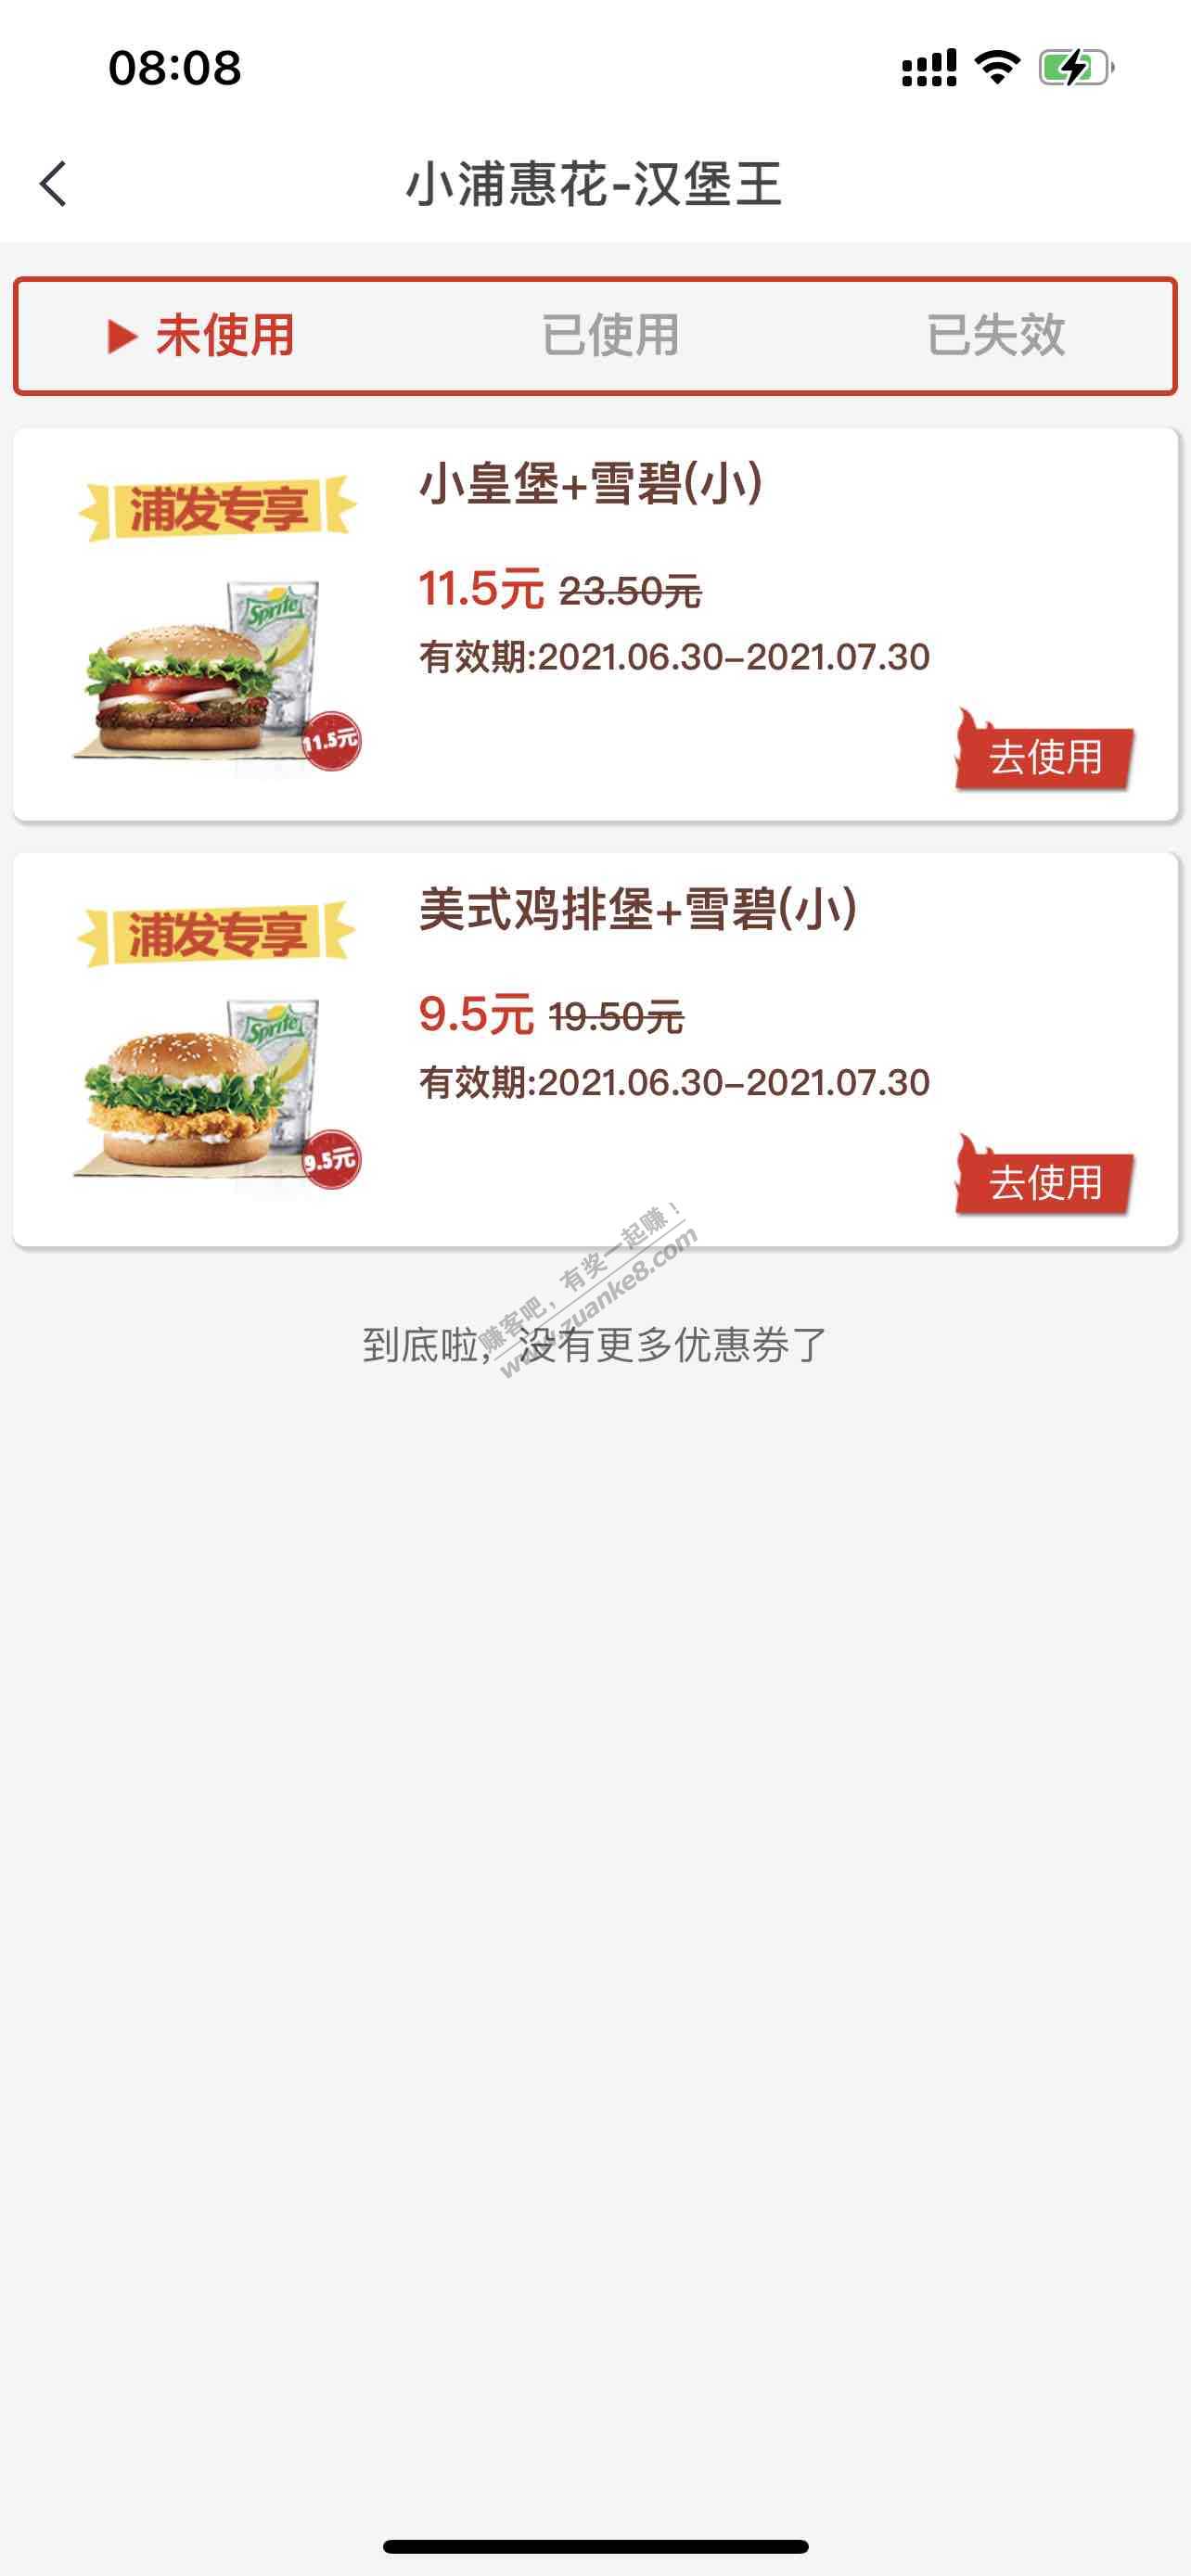 08:08
小浦惠花-汉堡王
未使用 已使用 已失效
浦发专享
Sprite
11.5元
小皇堡+雪碧(小)
11.5元 23.50元
有效期:2021.06.30-2021.07.30
去使用
浦发专享
Sprite
9.5元
美式鸡排堡+雪碧(小)
9.5元 19.50元
有效期:2021.06.30-2021.07.30
去使用
赚客吧，有奖一起赚！
www.zuanke8.com
到底啦，没有更多优惠券了